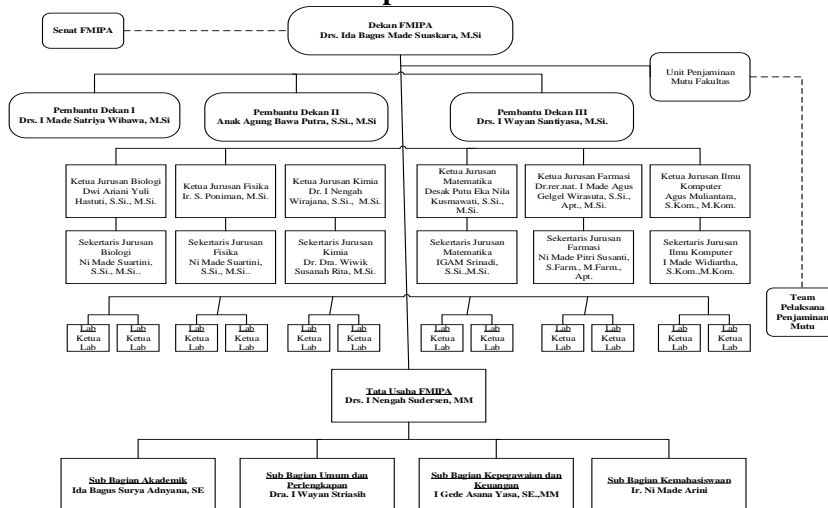 Dekan FMIPA
Drs. Ida Bagus Made Suaskara, M.Si
Senat FMIPA
Unit Penjaminan
Mutu Fakultas
Pembantu Dekan I
Drs. I Made Satriya Wibawa, M.Si
Pembantu Dekan II
Anak Agung Bawa Putra, S.Si., M.Si
Pembantu Dekan III
Drs. I Wayan Santiyasa, M.Si.
Ketua Jurusan Biologi
Dwi Ariani Yuli
Hastuti, S.Si., M.Si.
Ketua Jurusan Fisika
Ir. S. Poniman, M.Si.
Ketua Jurusan Kimia
Dr. I Nengah
Wirajana, S.Si., M.Si.
Ketua Jurusan
Matematika
Desak Putu Eka Nila
Kusmawati, S.Si.,
M.Si.
Ketua Jurusan Farmasi
Dr.rer.nat. I Made Agus
Gelgel Wirasuta, S.Si.,
Apt., M.Si.
Ketua Jurusan Ilmu
Komputer
Agus Muliantara,
S.Kom., M.Kom.
Sekertaris Jurusan
Biologi
Ni Made Suartini,
S.Si., M.Si..
Sekertaris Jurusan
Fisika
Ni Made Suartini,
S.Si., M.Si..
Sekertaris Jurusan
Kimia
Dr. Dra. Wiwik
Susanah Rita, M.Si.
Sekertaris Jurusan
Matematika
IGAM Srinadi,
S.Si.,M.Si.
Sekertaris Jurusan
Farmasi
Ni Made Pitri Susanti,
S.Farm., M.Farm.,
Apt.
Sekertaris Jurusan
Ilmu Komputer
I Made Widiartha,
S.Kom.,M.Kom.
Team
Pelaksana
Penjaminan
Mutu
Lab
Ketua
Lab
Lab
Ketua
Lab
Lab
Ketua
Lab
Lab
Ketua
Lab
Lab
Ketua
Lab
Lab
Ketua
Lab
Lab
Ketua
Lab
Lab
Ketua
Lab
Lab
Ketua
Lab
Lab
Ketua
Lab
Lab
Ketua
Lab
Lab
Ketua
Lab
Tata Usaha FMIPA
Drs. I Nengah Sudersen, MM
Sub Bagian Akademik
Ida Bagus Surya Adnyana, SE
Sub Bagian Umum dan
Perlengkapan
Dra. I Wayan Striasih
Sub Bagian Kepegawaian dan
Keuangan
I Gede Asana Yasa, SE.,MM
Sub Bagian Kemahasiswaan
Ir. Ni Made Arini